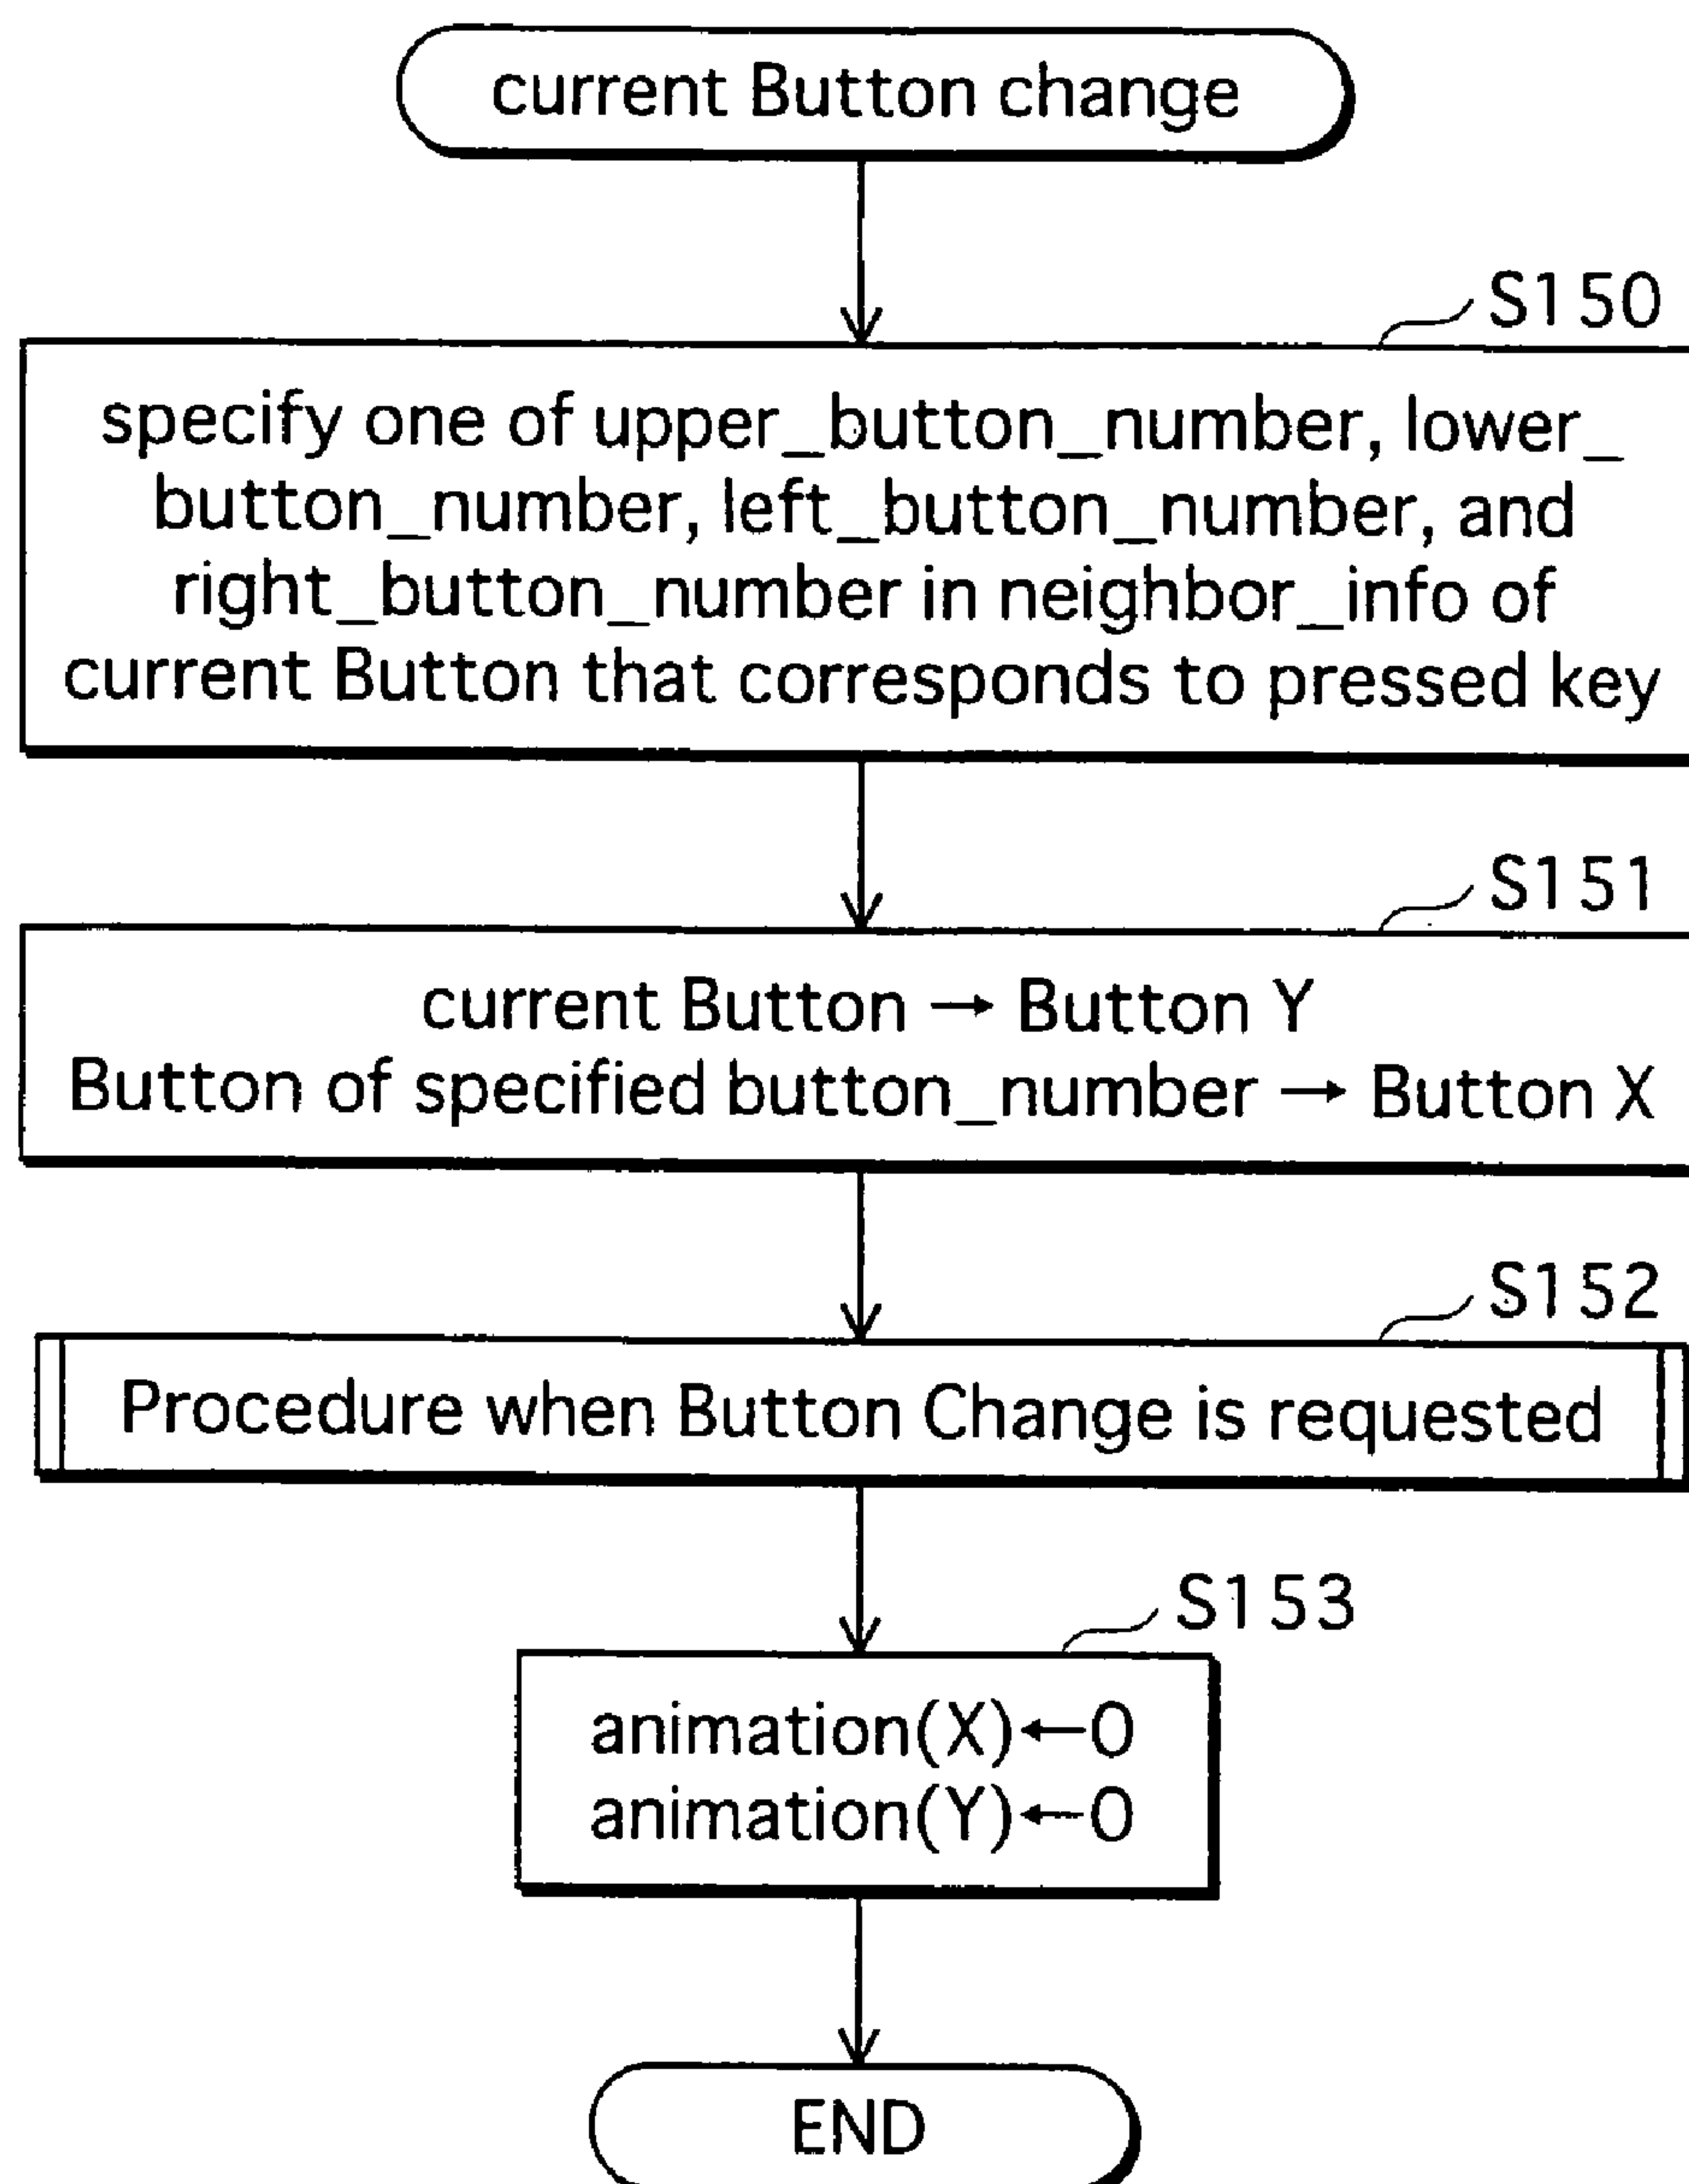 current Button change
S150
specify one of upper_button_number, lower_
button_number, left_button_number, and
right_button_number in neighbor_info of
current Button that corresponds to pressed key
S151
current Button → Button Y
Button of specified button_number → Button X
S152
Procedure when Button Change is requested
S153
animation(X)←0
animation(Y)←0
END